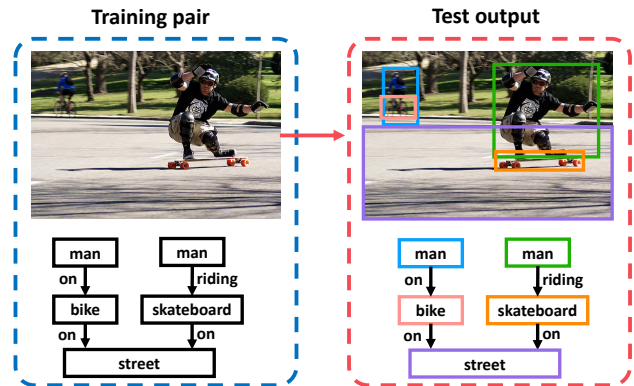 Training pair
Test output
man
man
on
riding
bike
skateboard
on
on
street
man
man
on
riding
bike
skateboard
on
on
street